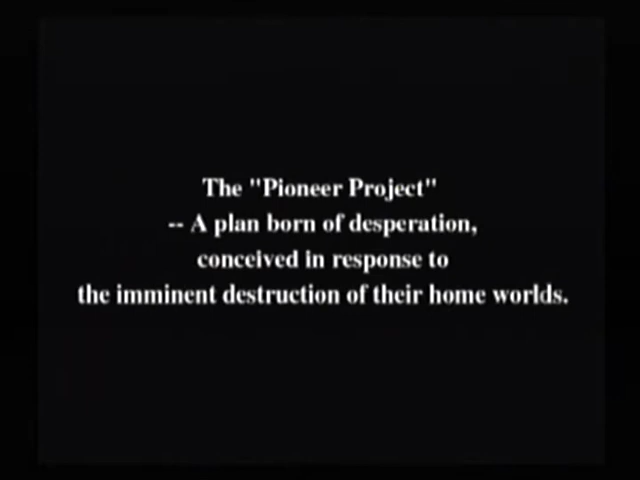 The "Pioneer Project"
-- A plan born of desperation,
conceived in response to
the imminent destruction of their home worlds.